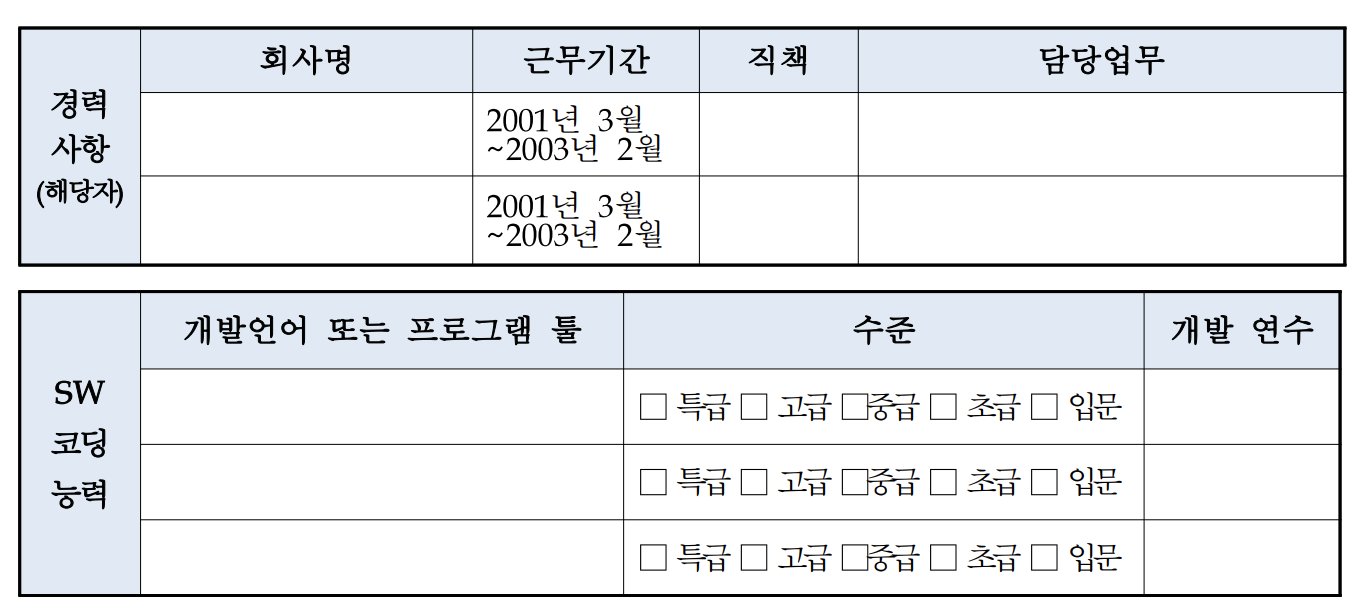 경력
사항
(해당자)
회사명 근무기간 직책 담당업무
2001년 3월
~2003년 2월
2001년 3월
~2003년 2월
SW
코딩
능력
개발언어 또는 프로그램 툴 수준 개발 연수
□ 특급 □ 고급 □중급 □ 초급 □ 입문
□ 특급 □ 고급 □중급 □ 초급 □ 입문
□ 특급 □ 고급 □중급 □ 초급 □ 입문